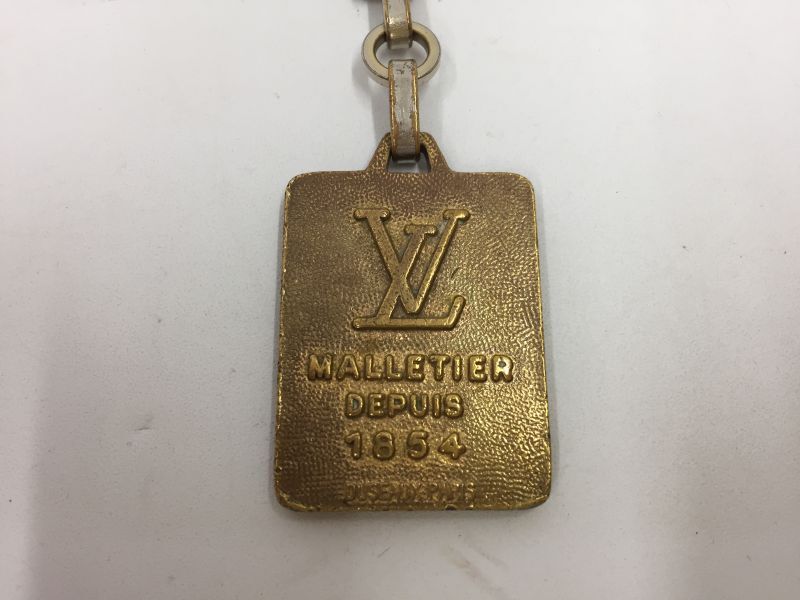 LV
MALLETIER
DEPUIS
1854